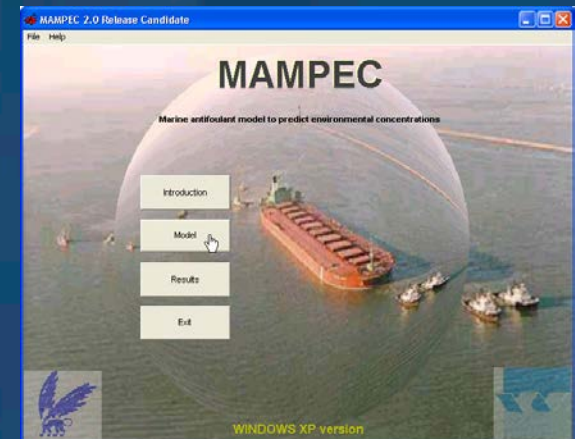 MAMPEC 2.0 Release Candidate
File Help
MAMPEC
Marine antifoulant model to predict environmental concentrations
Introduction
Model
Results
Exit
WINDOWS XP version